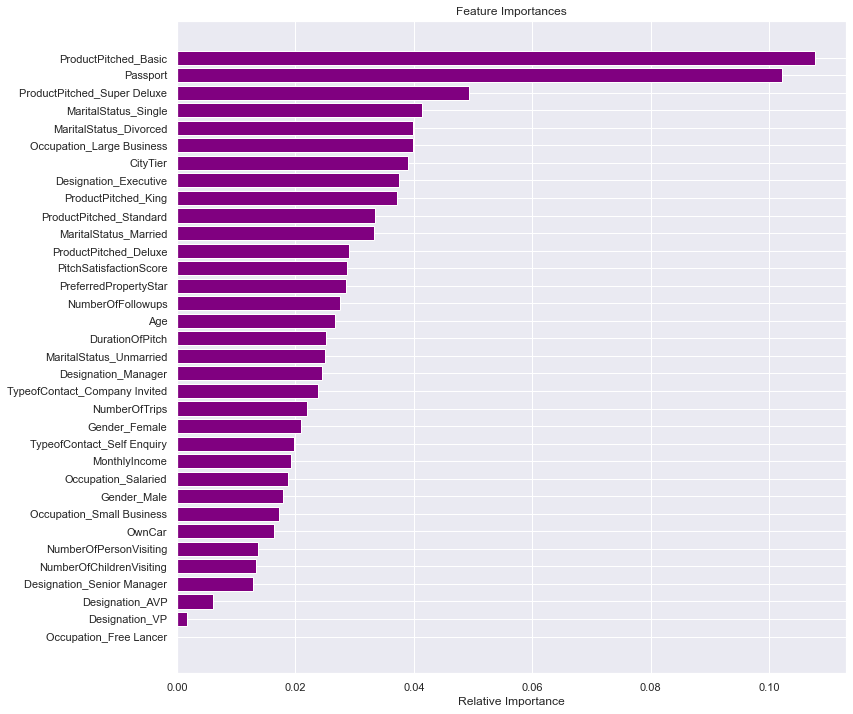 Feature Importances
ProductPitched_Basic
Passport
ProductPitched_Super Deluxe
MaritalStatus_Single
MaritalStatus_Divorced
Occupation_Large Business
CityTier
Designation_Executive
ProductPitched_King
ProductPitched_Standard
MaritalStatus_Married
ProductPitched_Deluxe
PitchSatisfactionScore
PreferredPropertyStar
NumberOfFollowups
Age
DurationOfPitch
MaritalStatus_Unmarried
Designation_Manager
TypeofContact_Company Invited
NumberOfTrips
Gender_Female
TypeofContact_Self Enquiry
MonthlyIncome
Occupation_Salaried
Gender_Male
Occupation_Small Business
OwnCar
NumberOfPersonVisiting
NumberOfChildrenVisiting
Designation_Senior Manager
Designation_AVP
Designation_VP
Occupation_Free Lancer
0.00 0.02 0.04 0.06 0.08 0.10
Relative Importance